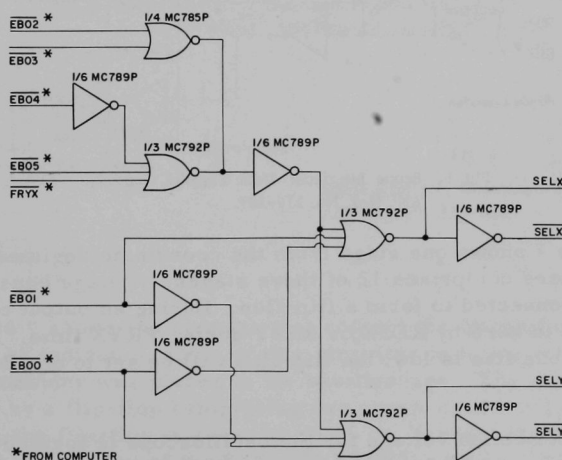 EB02 *
1/4 MC785P
EB03 *
1/6 MC789P
EB04 *
1/3 MC792P
1/6 MC789P
EB05 *
FRYX *
1/6 MC789P
SELX
1/3 MC792P
SELX
1/6 MC789P
EB01 *
1/6 MC789P
EB00 *
SELY
1/3 MC792P
1/6 MC789P
SELY
*FROM COMPUTER